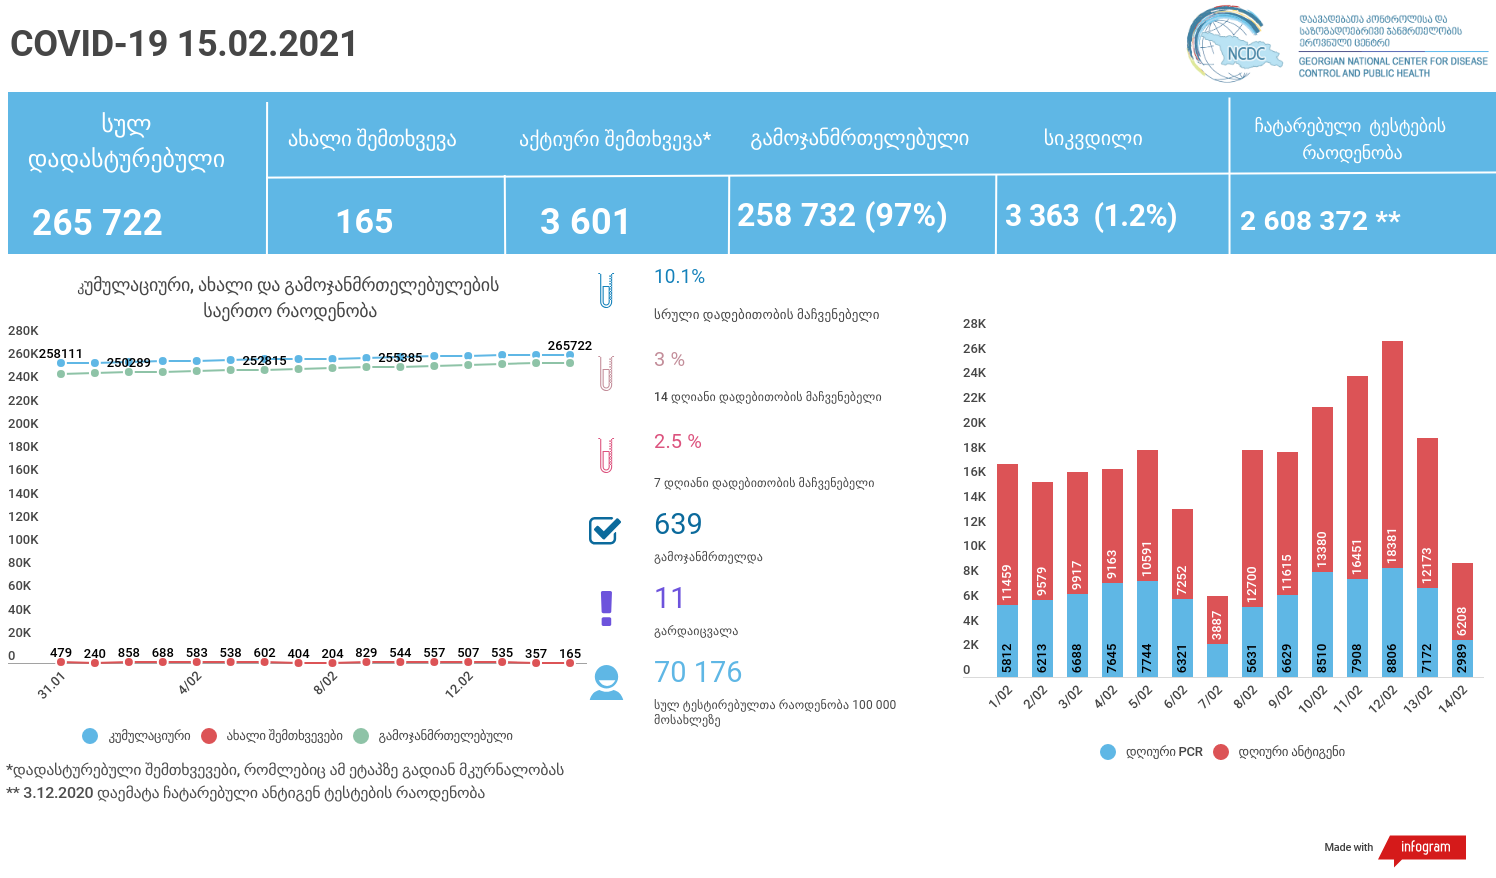 COVID-19 15.02.2021
დაავადებათა კონტროლისა და
საზოგადოებრივი ჯანმრთელობის
ეროვნული ცენტრი
NCDC
GEORGIAN NATIONAL CENTER FOR DISEASE
CONTROL AND PUBLIC HEALTH
სულ
დადასტურებული
265 722
ახალი შემთხვევა
165
აქტიური შემთხვევა*
3 601
გამოჯანმრთელებული
258 732 (97%)
სიკვდილი
3 363 (1.2%)
ჩატარებული ტესტების
რაოდენობა
2 608 372 **
კუმულაციური, ახალი და გამოჯანმრთელებულების
საერთო რაოდენობა
280K
260K
240K
220K
200K
180K
160K
140K
120K
100K
80K
60K
40K
20K
0
258111
250289
252815
255385
265722
479 240 858 688 583 538 602 404 204 829 544 557 507 535 357 165
31.01 4/02 8/02 12.02
კუმულაციური ახალი შემთხვევები გამოჯანმრთელებული
*დადასტურებული შემთხვევები, რომლებიც ამ ეტაპზე გადიან მკურნალობას
** 3.12.2020 დაემატა ჩატარებული ანტიგენ ტესტების რაოდენობა
10.1%
სრული დადებითობის მაჩვენებელი
3 %
14 დღიანი დადებითობის მაჩვენებელი
2.5 %
7 დღიანი დადებითობის მაჩვენებელი
639
გამოჯანმრთელდა
11
გარდაიცვალა
70 176
სულ ტესტირებულთა რაოდენობა 100 000
მოსახლეზე
28K
26K
24K
22K
20K
18K
16K
14K
12K
10K
8K
6K
4K
2K
0
11459 9579 9917 9163 10591 7252 3887 12700 11615 13380 16451 18381 12173 6208
5812 6213 6688 7645 7744 6321 5631 6629 8510 7908 8806 7172 2989
1/02 2/02 3/02 4/02 5/02 6/02 7/02 8/02 9/02 10/02 11/02 12/02 13/02 14/02
დღიური PCR დღიური ანტიგენი
Made with infogram